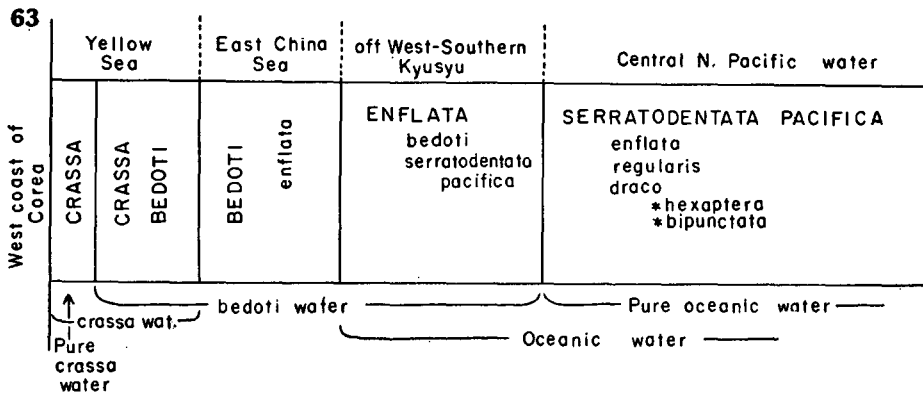 63
Yellow Sea
East China Sea
off West-Southern Kyusyu
Central N. Pacific water
West coast of Corea
CRASSA
CRASSA BEDOTI
BEDOTI enflata
ENFLATA
bedoti
serratodentata
pacifica
SERRATODENTATA PACIFICA
enflata
regularis
draco
*hexaptera
*bipunctata
crassa wat.
bedoti water
Pure oceanic water
Oceanic water
Pure
crassa
water